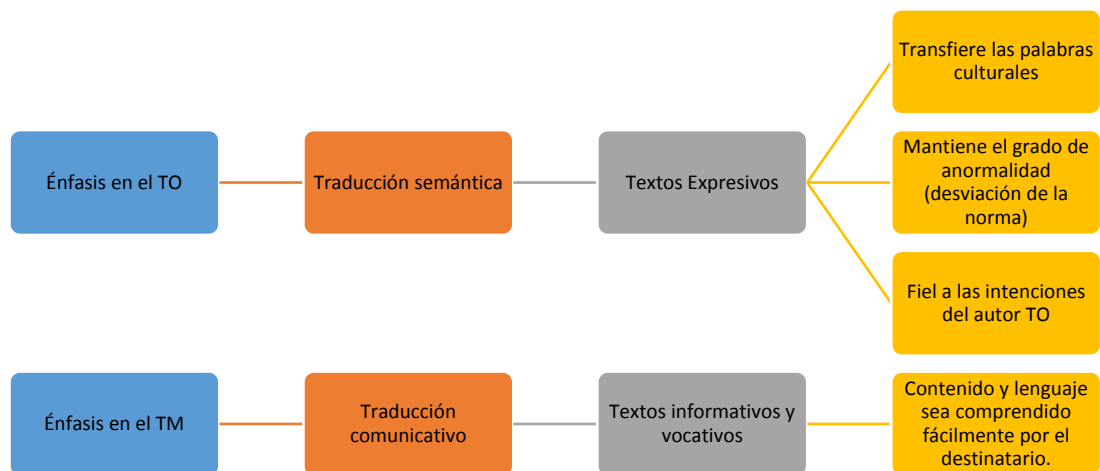 Énfasis en el TO
Traducción semántica
Textos Expresivos
Transfiere las palabras
culturales
Mantiene el grado de
anormalidad
(desviación de la
norma)
Fiel a las intenciones
del autor TO
Énfasis en el TM
Traducción
comunicativo
Textos informativos y
vocativos
Contenido y lenguaje
sea comprendido
fácilmente por el
destinatario.